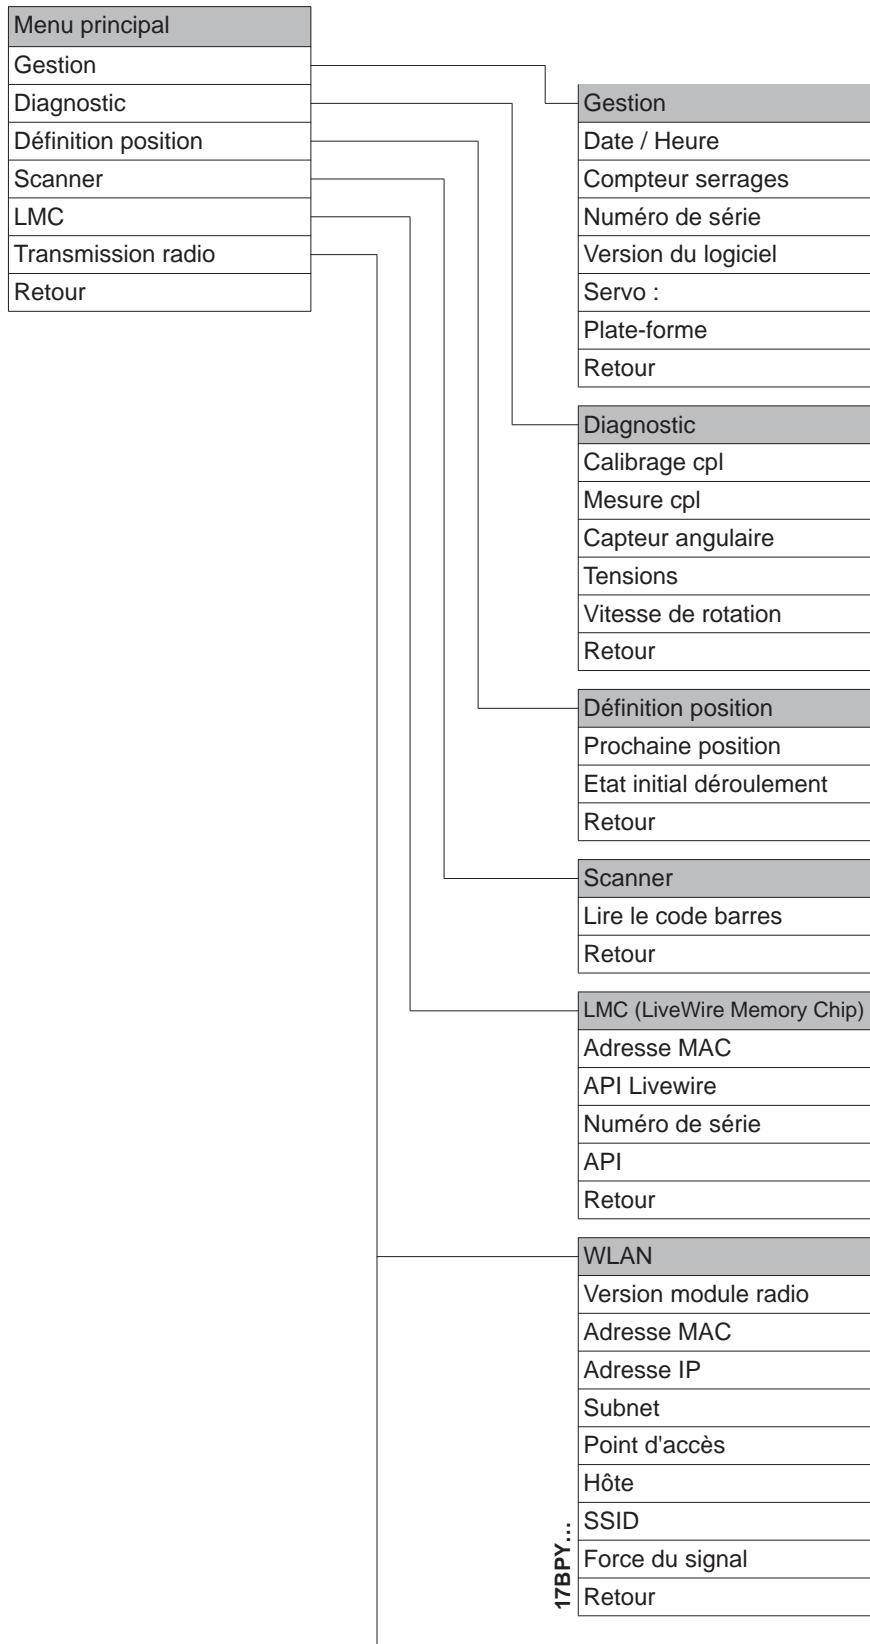 Menu principal
Gestion
Diagnostic
Définition position
Scanner
LMC
Transmission radio
Retour
Gestion
Date / Heure
Compteur serrages
Numéro de série
Version du logiciel
Servo :
Plate-forme
Retour
Diagnostic
Calibrage cpl
Mesure cpl
Capteur angulaire
Tensions
Vitesse de rotation
Retour
Définition position
Prochaine position
Etat initial déroulement
Retour
Scanner
Lire le code barres
Retour
LMC (LiveWire Memory Chip)
Adresse MAC
API Livewire
Numéro de série
API
Retour
WLAN
Version module radio
Adresse MAC
Adresse IP
Subnet
Point d'accès
Hôte
SSID
Force du signal
Retour
17BPY…